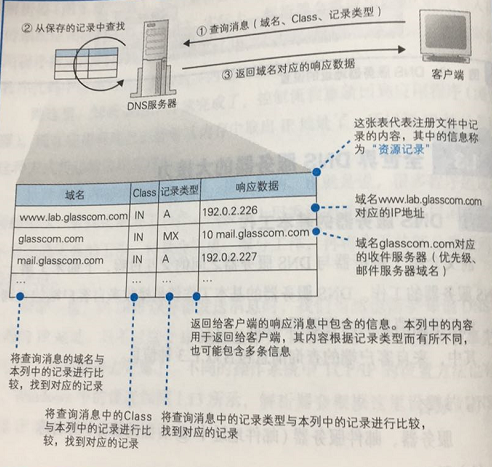 ② 从保存的记录中查找
① 查询消息（域名、Class、记录类型）
③ 返回域名对应的响应数据
DNS服务器
客户端
这张表代表注册文件中记
录的内容，其中的信息称
为“资源记录”
域名 Class 记录类型 响应数据
www.lab.glasscom.com IN A 192.0.2.226
glasscom.com IN MX 10 mail.glasscom.com
mail.glasscom.com IN A 192.0.2.227
… … … …
域名www.lab.glasscom.com
对应的IP地址
域名glasscom.com对应
的收件服务器（优先级、
邮件服务器域名）
返回给客户端的响应消息中包含的信息。本列中的内容
用于返回给客户端，其内容根据记录类型而有所不同，
也可能包含多条信息
将查询消息的域名与
本列中的记录进行比
较，找到对应的记录
将查询消息中的Class
与本列中的记录进行比
较，找到对应的记录
将查询消息中的记录类型与本列中的记录进行比较，
找到对应的记录